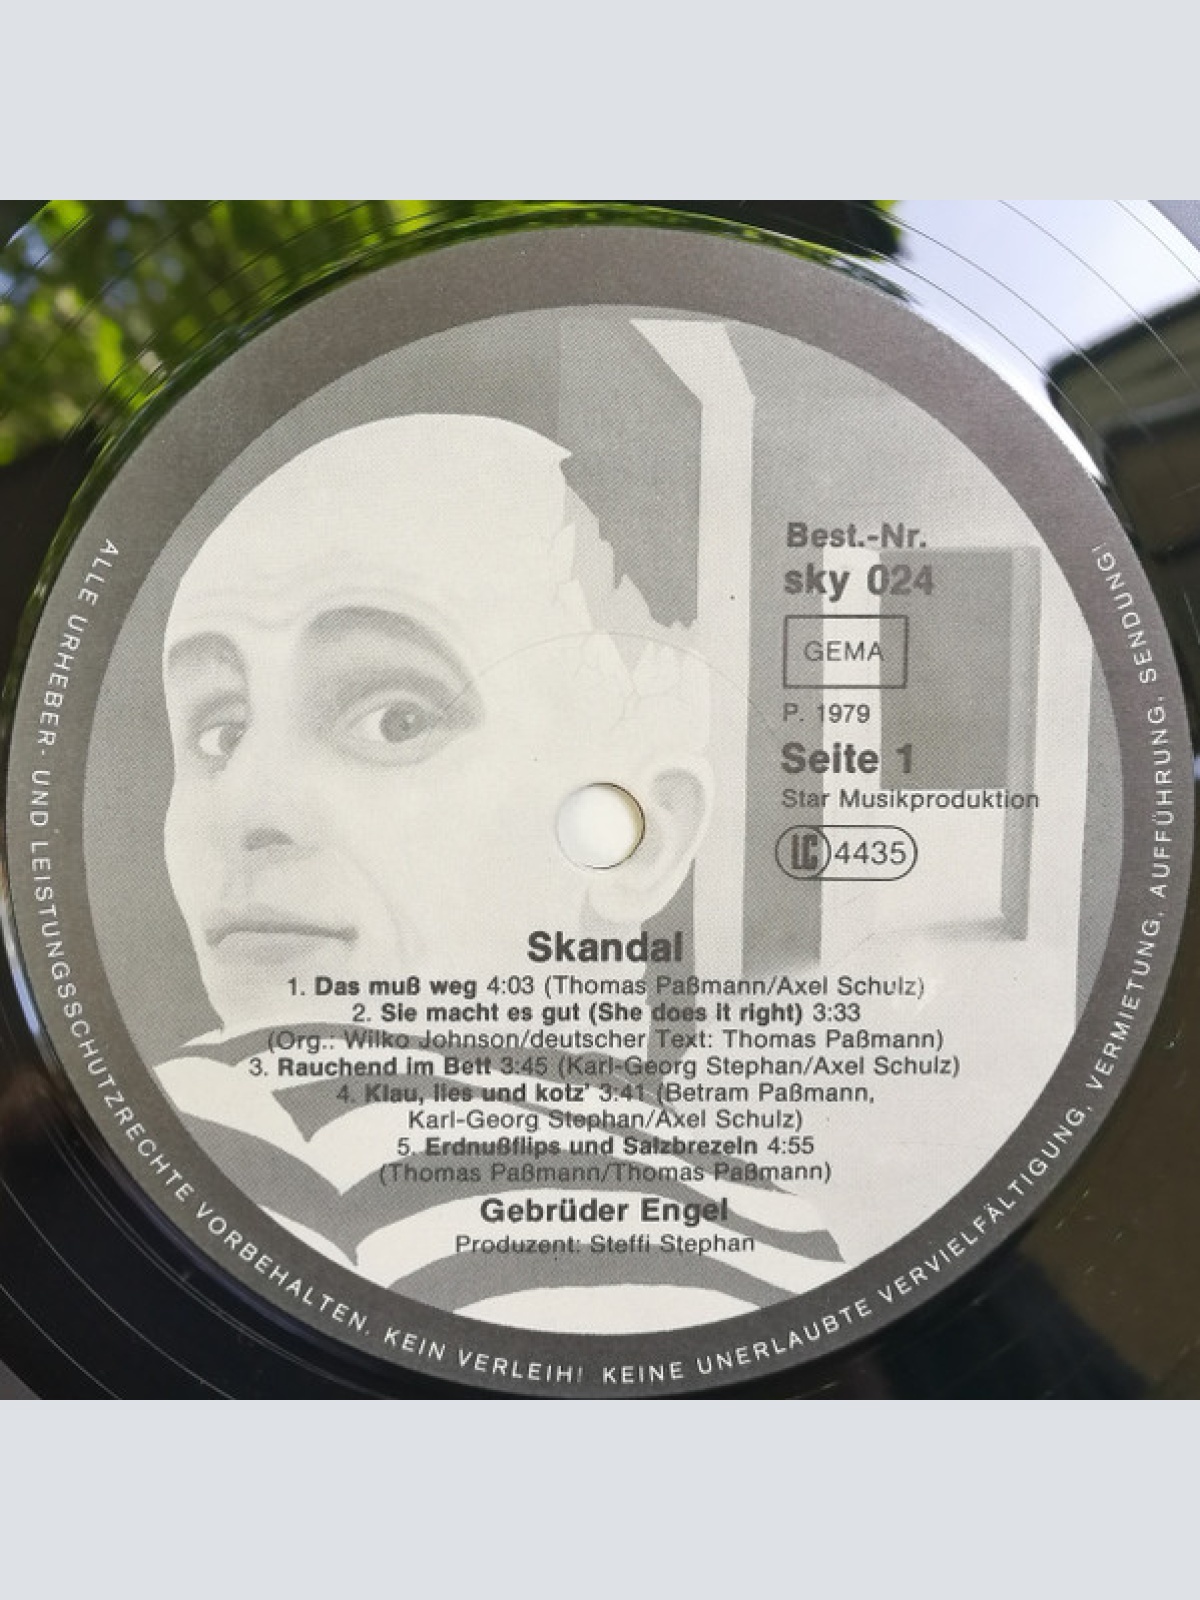 Best.-Nr.
sky 024
GEMA
P. 1979
Seite 1
Star Musikproduktion
LC 4435
Skandal
1. Das muß weg 4:03 (Thomas Paßmann/Axel Schulz)
2. Sie macht es gut (She does it right) 3:33
(Org.: Wilko Johnson/deutscher Text: Thomas Paßmann)
3. Rauchend im Bett 3:45 (Karl-Georg Stephan/Axel Schulz)
4. Klau, lies und kotz' 3:41 (Betram Paßmann,
Karl-Georg Stephan/Axel Schulz)
5. Erdnußflips und Salzbrezeln 4:55
(Thomas Paßmann/Thomas Paßmann)
Gebrüder Engel
Produzent: Steffi Stephan
ALLE URHEBER- UND LEISTUNGSSCHUTZRECHTE VORBEHALTEN. KEIN VERLEIH! KEINE UNERLAUBTE VERVIELFÄLTIGUNG, VERMIETUNG, AUFFÜHRUNG, SENDUNG!